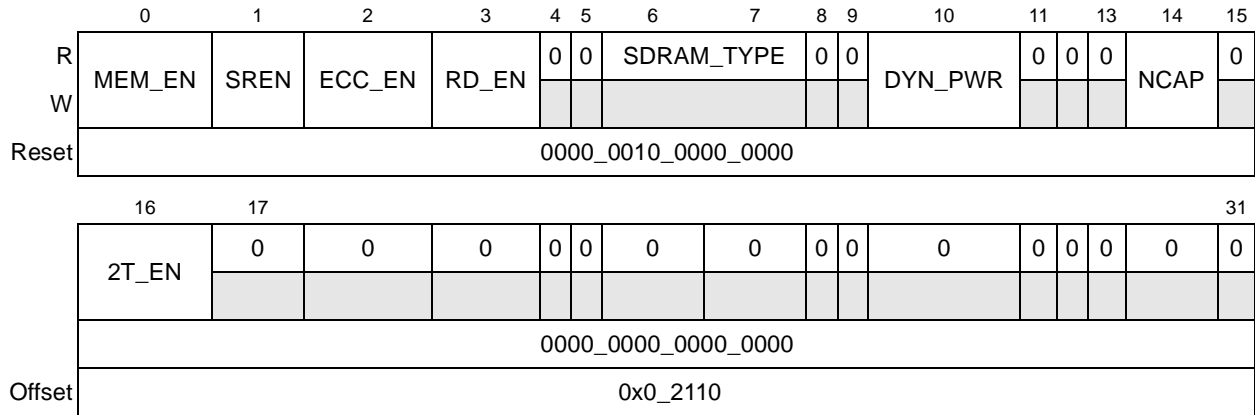 0 1 2 3 4 5 6 7 8 9 10 11 13 14 15
R MEM_EN SREN ECC_EN RD_EN 0 0 SDRAM_TYPE 0 0 DYN_PWR 0 0 0 NCAP 0
W
Reset 0000_0010_0000_0000
16 17 31
2T_EN 0 0 0 0 0 0 0 0 0 0 0 0 0 0 0
0000_0000_0000_0000
Offset 0x0_2110